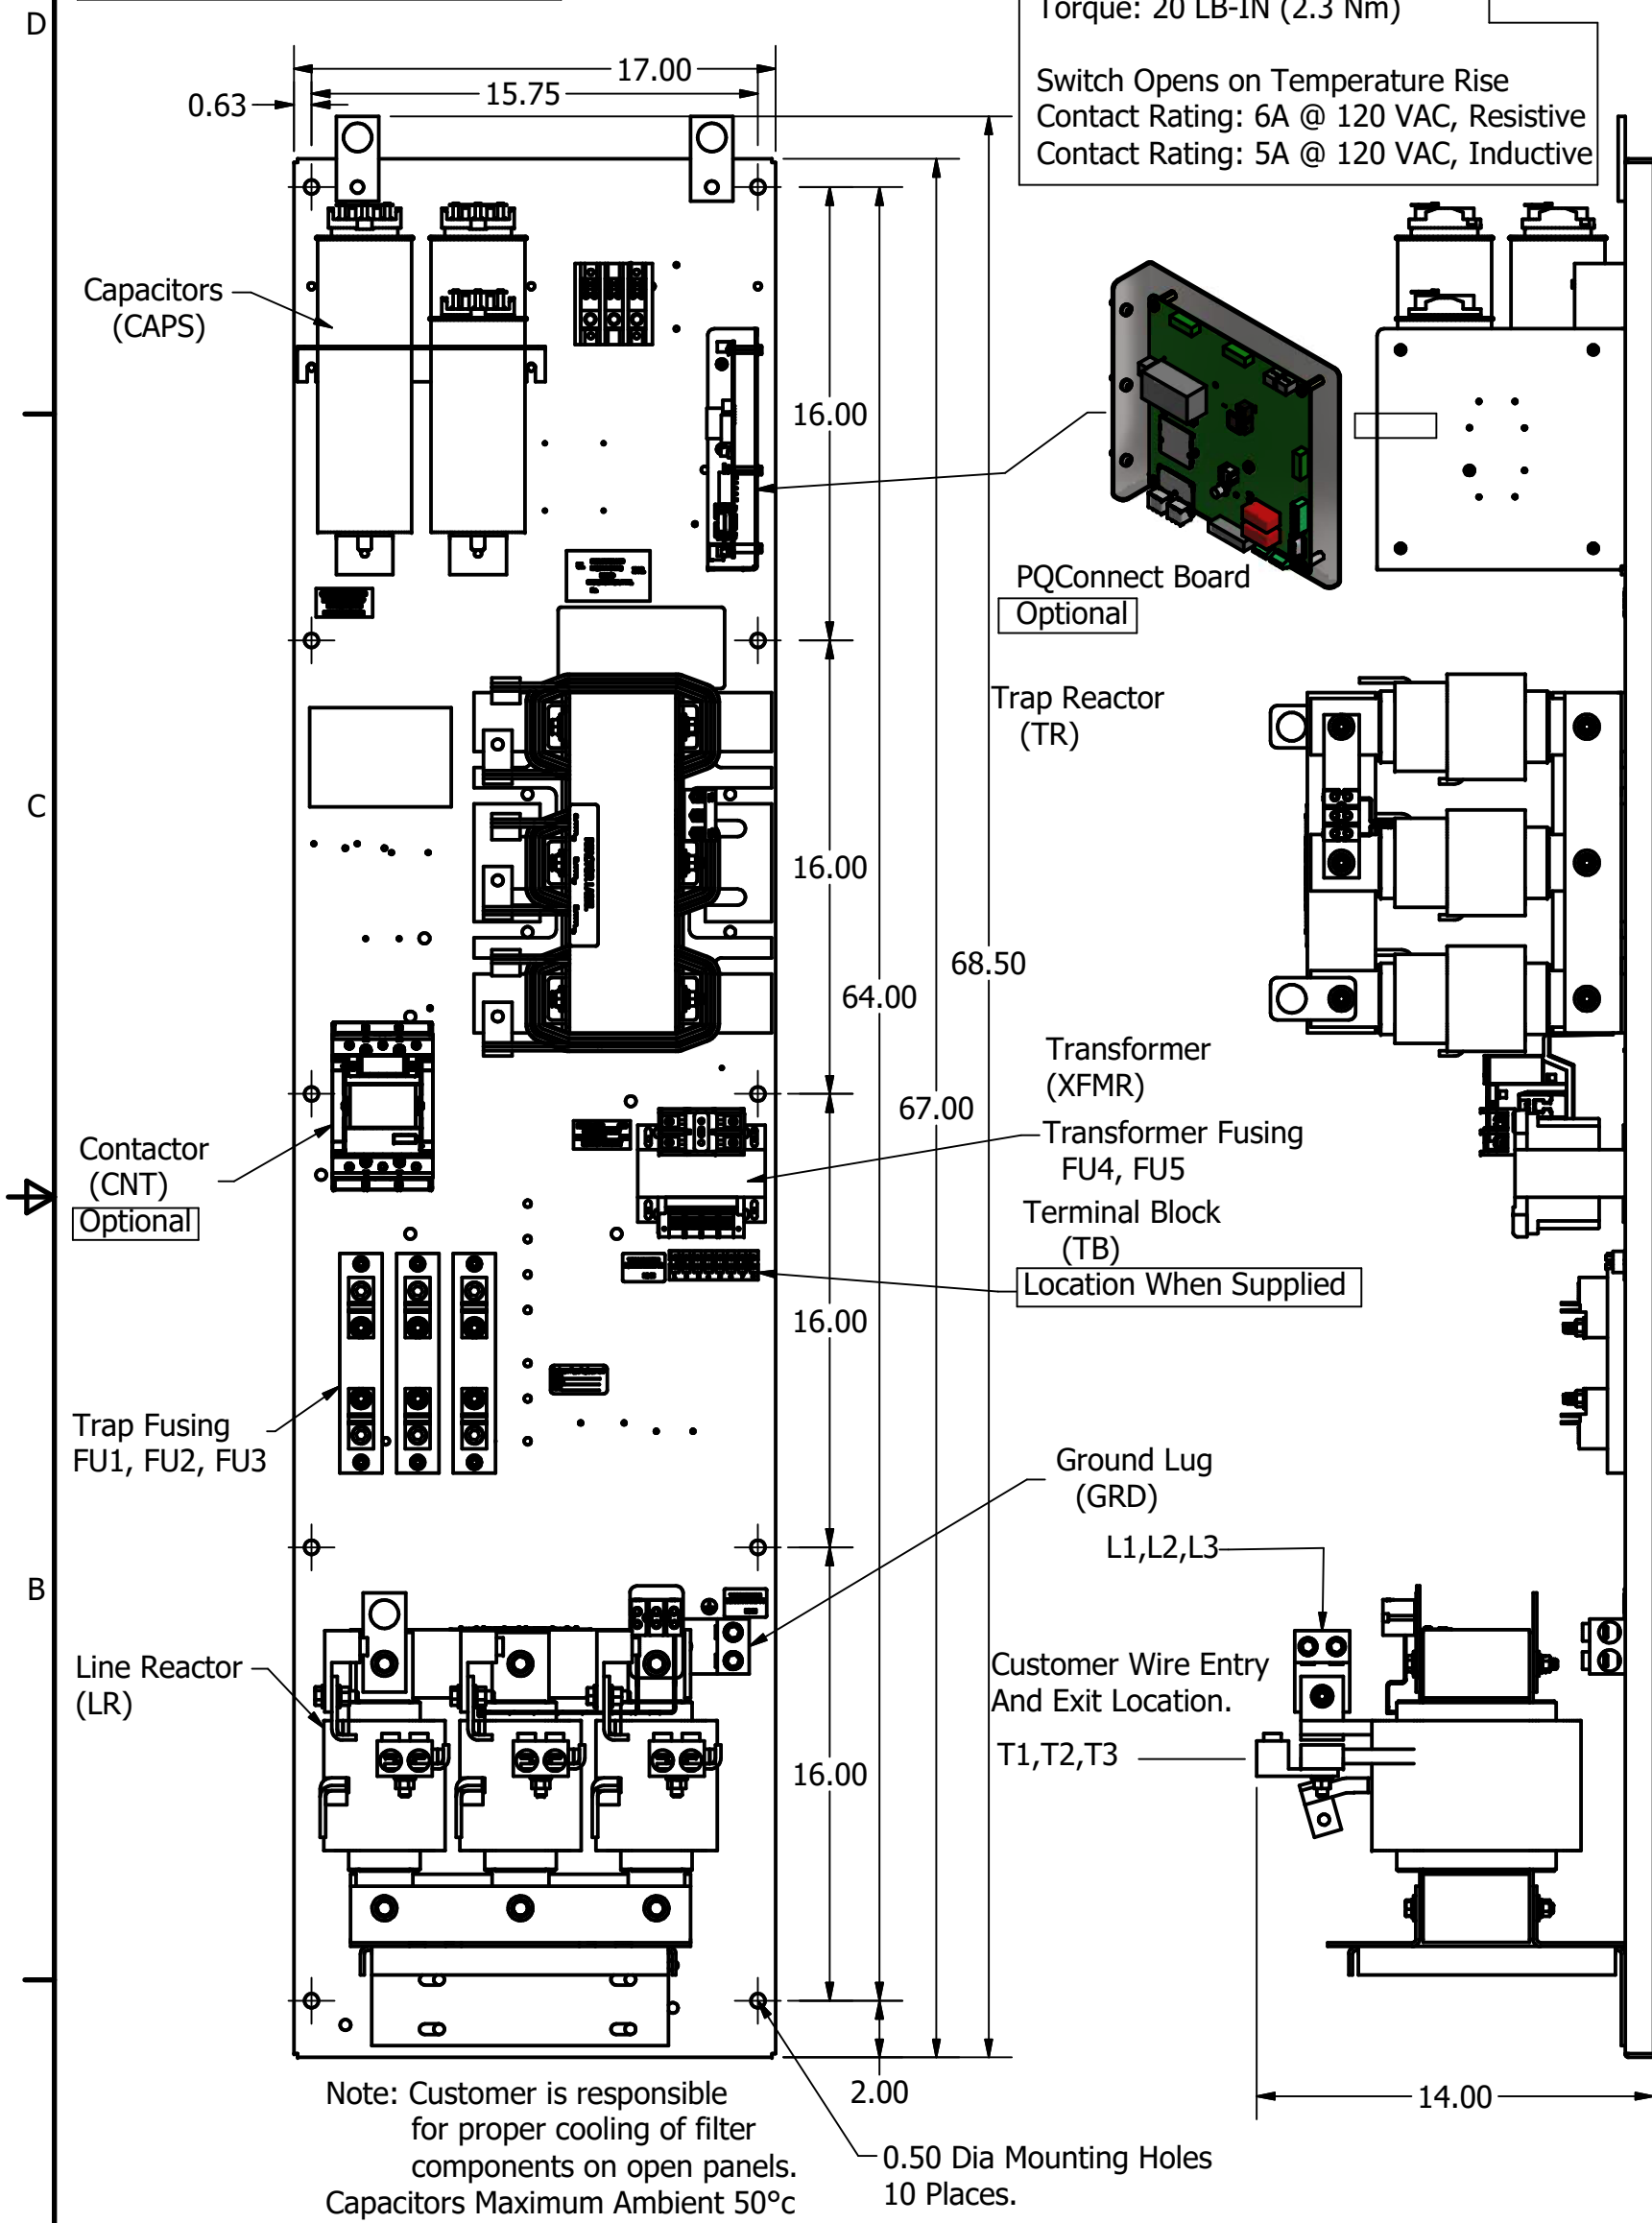 D
Torque: 20 LB-IN (2.3 Nm)
Switch Opens on Temperature Rise
Contact Rating: 6A @ 120 VAC, Resistive
Contact Rating: 5A @ 120 VAC, Inductive
17.00
15.75
0.63
Capacitors
(CAPS)
16.00
PQConnect Board
Optional
Trap Reactor
(TR)
C
16.00
68.50
64.00
67.00
Transformer
(XFMR)
Transformer Fusing
FU4, FU5
Contactor
(CNT)
Optional
Terminal Block
(TB)
Location When Supplied
16.00
Trap Fusing
FU1, FU2, FU3
Ground Lug
(GRD)
L1,L2,L3
B
Line Reactor
(LR)
Customer Wire Entry
And Exit Location.
T1,T2,T3
16.00
2.00
14.00
Note: Customer is responsible
for proper cooling of filter
components on open panels.
Capacitors Maximum Ambient 50°c
0.50 Dia Mounting Holes
10 Places.